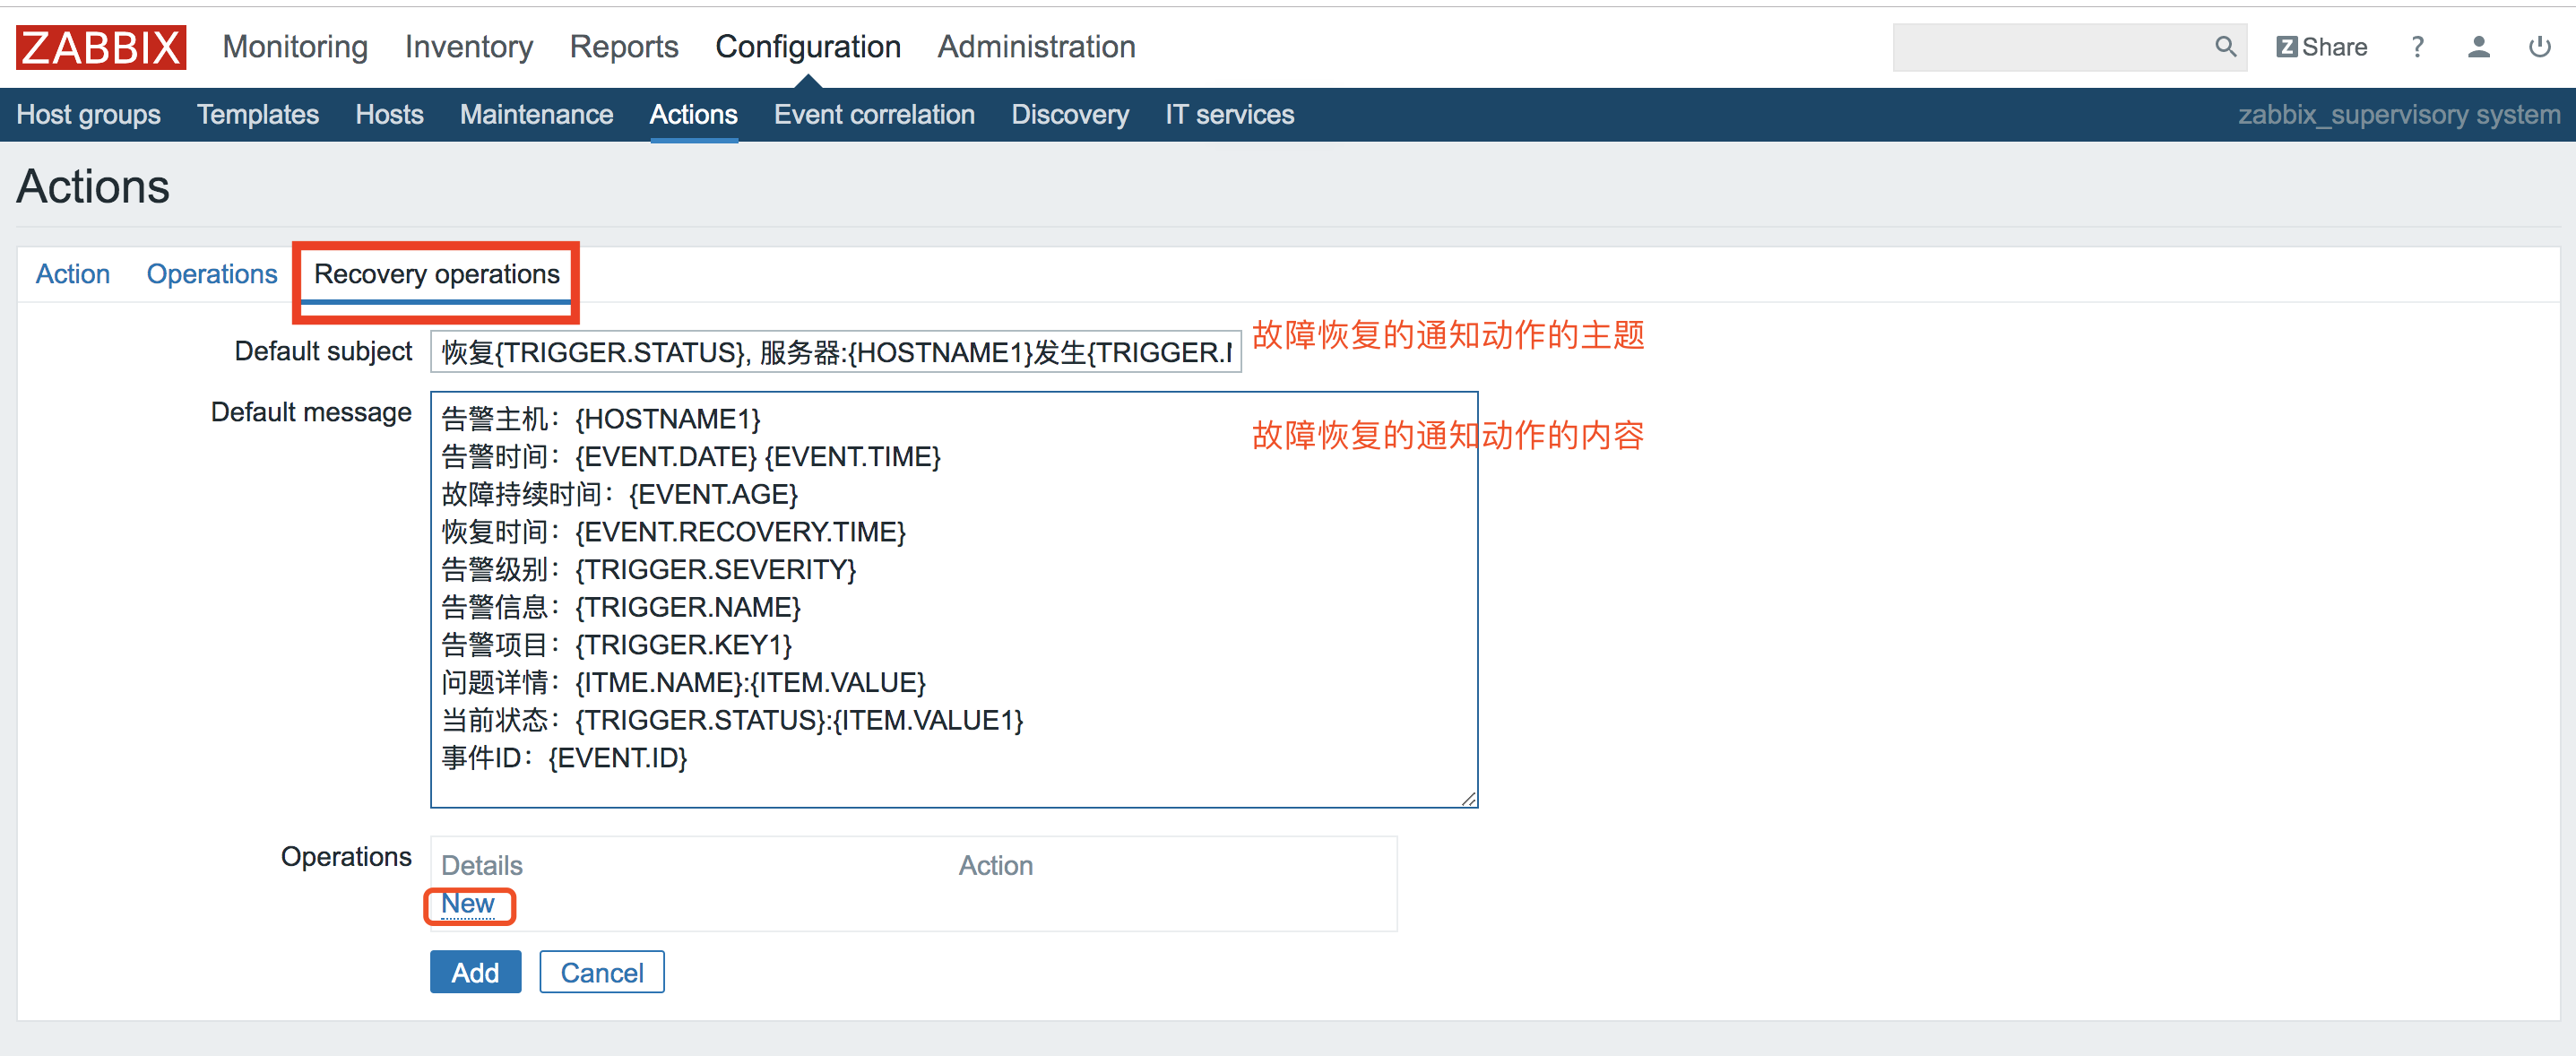 ZABBIX Monitoring Inventory Reports Configuration Administration Z Share ?
Host groups Templates Hosts Maintenance Actions Event correlation Discovery IT services zabbix_supervisory system
Actions
Action Operations Recovery operations
Default subject 恢复{TRIGGER.STATUS}, 服务器:{HOSTNAME1}发生{TRIGGER.N 故障恢复的通知动作的主题
Default message 故障恢复的通知动作的内容
告警主机：{HOSTNAME1}
告警时间：{EVENT.DATE} {EVENT.TIME}
故障持续时间：{EVENT.AGE}
恢复时间：{EVENT.RECOVERY.TIME}
告警级别：{TRIGGER.SEVERITY}
告警信息：{TRIGGER.NAME}
告警项目：{TRIGGER.KEY1}
问题详情：{ITME.NAME}:{ITEM.VALUE}
当前状态：{TRIGGER.STATUS}:{ITEM.VALUE1}
事件ID：{EVENT.ID}
Operations Details Action
New
Add Cancel